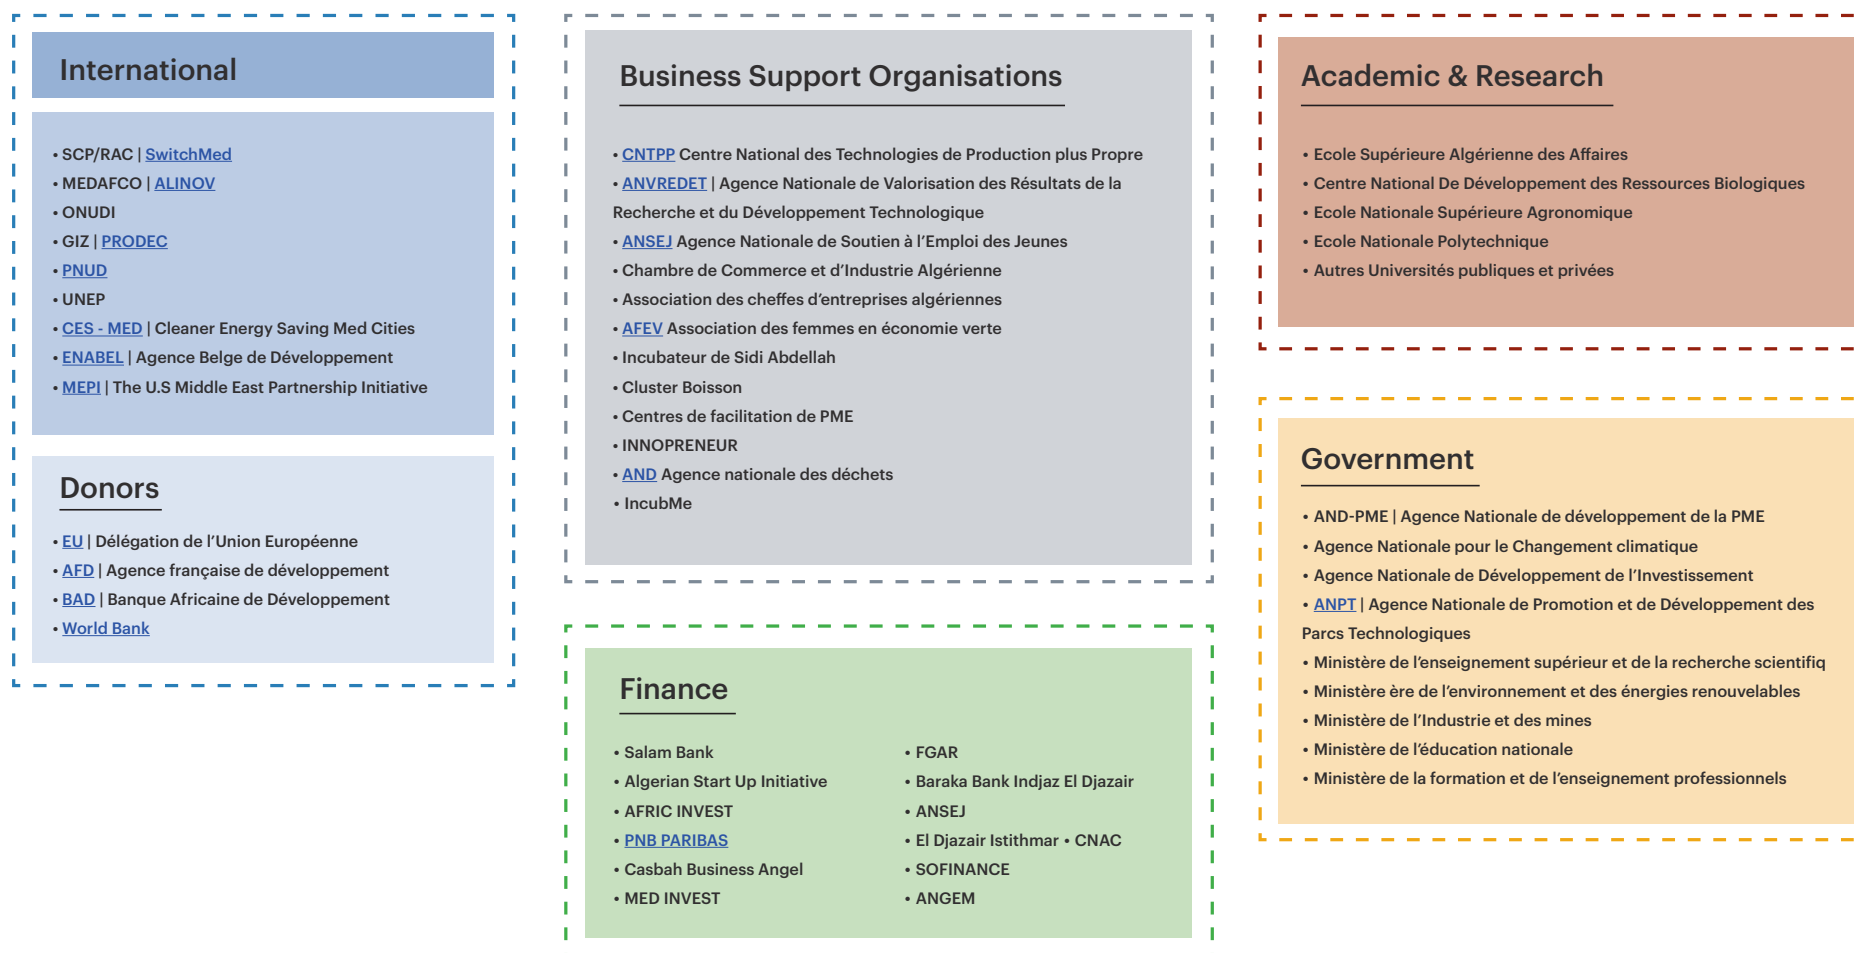 International
• SCP/RAC | SwitchMed
• MEDAFCO | ALINOV
• ONUDI
• GIZ | PRODEC
• PNUD
• UNEP
• CES - MED | Cleaner Energy Saving Med Cities
• ENABEL | Agence Belge de Développement
• MEPI | The U.S Middle East Partnership Initiative
Donors
• EU | Délégation de l'Union Européenne
• AFD | Agence française de développement
• BAD | Banque Africaine de Développement
• World Bank
Business Support Organisations
• CNTPP Centre National des Technologies de Production plus Propre
• ANVREDET | Agence Nationale de Valorisation des Résultats de la
Recherche et du Développement Technologique
• ANSEJ Agence Nationale de Soutien à l'Emploi des Jeunes
• Chambre de Commerce et d'Industrie Algérienne
• Association des cheffes d'entreprises algériennes
• AFEV Association des femmes en économie verte
• Incubateur de Sidi Abdellah
• Cluster Boisson
• Centres de facilitation de PME
• INNOPRENEUR
• AND Agence nationale des déchets
• IncubMe
Finance
• Salam Bank
• Algerian Start Up Initiative
• AFRIC INVEST
• PNB PARIBAS
• Casbah Business Angel
• MED INVEST
• FGAR
• Baraka Bank Indjaz El Djazair
• ANSEJ
• El Djazair Istithmar • CNAC
• SOFINANCE
• ANGEM
Academic & Research
• Ecole Supérieure Algérienne des Affaires
• Centre National De Développement des Ressources Biologiques
• Ecole Nationale Supérieure Agronomique
• Ecole Nationale Polytechnique
• Autres Universités publiques et privées
Government
• AND-PME | Agence Nationale de développement de la PME
• Agence Nationale pour le Changement climatique
• Agence Nationale de Développement de l'Investissement
• ANPT | Agence Nationale de Promotion et de Développement des
Parcs Technologiques
• Ministère de l'enseignement supérieur et de la recherche scientifiq
• Ministère ère de l'environnement et des énergies renouvelables
• Ministère de l'Industrie et des mines
• Ministère de l'éducation nationale
• Ministère de la formation et de l'enseignement professionnels